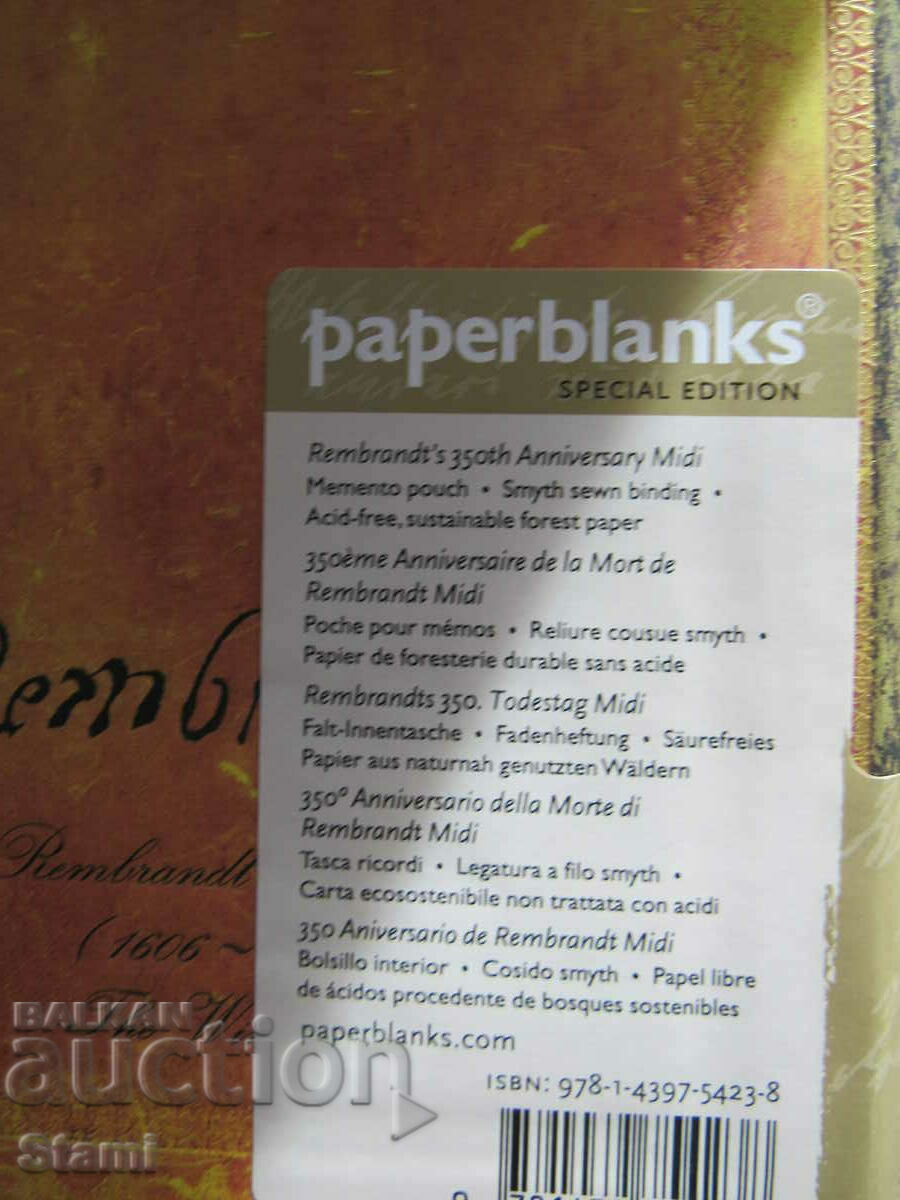 paperblanks®
SPECIAL EDITION
Rembrandt's 350th Anniversary Midi
Memento pouch • Smyth sewn binding •
Acid-free, sustainable forest paper
350ème Anniversaire de la Mort de
Rembrandt Midi
Poche pour mémos • Reliure cousue smyth •
Papier de foresterie durable sans acide
Rembrandts 350. Todestag Midi
Falt-Innentasche • Fadenheftung • Säurefreies
Papier aus naturnah genutzten Wäldern
350° Anniversario della Morte di
Rembrandt Midi
Tasca ricordi • Legatura a filo smyth •
Carta ecosostenibile non trattata con acidi
350 Aniversario de Rembrandt Midi
Bolsillo interior • Cosido smyth • Papel libre
de ácidos procedente de bosques sostenibles
paperblanks.com
ISBN: 978-1-4397-5423-8
Rembrandt
(1606 ~
BALKAN
auction
Stami